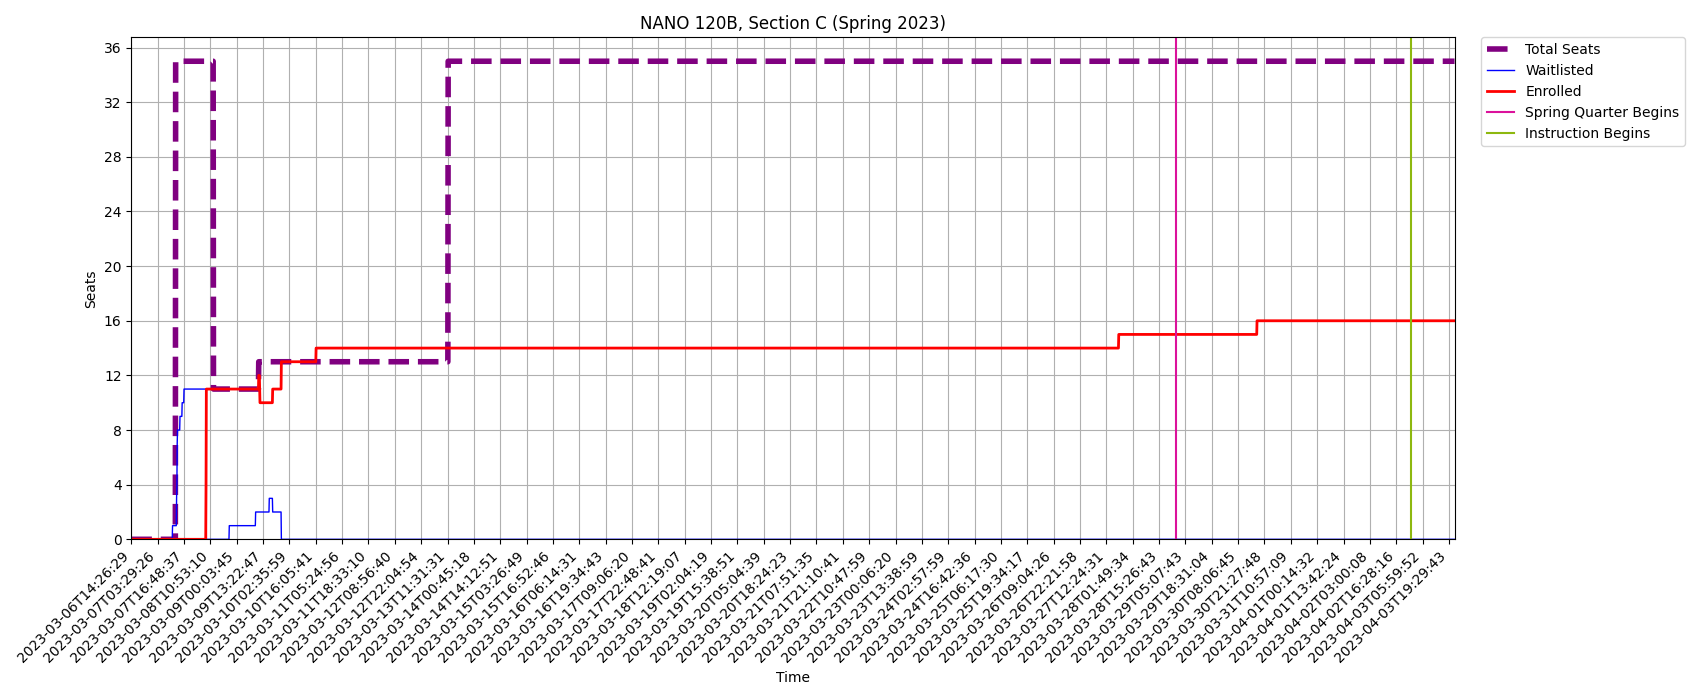 NANO 120B, Section C (Spring 2023)
Total Seats
Waitlisted
Enrolled
Spring Quarter Begins
Instruction Begins
Seats
36
32
28
24
20
16
12
8
4
0
2023-03-06T14:26:29
2023-03-07T03:29:26
2023-03-07T16:48:37
2023-03-08T10:53:10
2023-03-09T00:03:45
2023-03-09T13:22:47
2023-03-10T02:35:59
2023-03-10T16:05:41
2023-03-11T05:24:56
2023-03-11T18:33:10
2023-03-12T08:56:40
2023-03-12T22:04:54
2023-03-13T11:31:31
2023-03-14T00:45:18
2023-03-14T14:12:51
2023-03-15T03:26:49
2023-03-15T16:52:46
2023-03-16T06:14:31
2023-03-16T19:34:43
2023-03-17T09:06:20
2023-03-17T22:48:41
2023-03-18T12:19:07
2023-03-19T02:04:19
2023-03-19T15:38:51
2023-03-20T05:04:39
2023-03-20T18:24:23
2023-03-21T07:51:35
2023-03-21T21:10:41
2023-03-22T10:47:59
2023-03-23T00:06:20
2023-03-23T13:38:59
2023-03-24T02:57:59
2023-03-24T16:42:36
2023-03-25T06:17:30
2023-03-25T19:34:17
2023-03-26T09:04:26
2023-03-26T22:21:58
2023-03-27T12:24:31
2023-03-28T01:49:34
2023-03-28T15:26:43
2023-03-29T05:07:43
2023-03-29T18:31:04
2023-03-30T08:06:45
2023-03-30T21:27:48
2023-03-31T10:57:09
2023-04-01T00:14:32
2023-04-01T13:42:24
2023-04-02T03:00:08
2023-04-02T16:28:16
2023-04-03T05:59:52
2023-04-03T19:29:43
Time